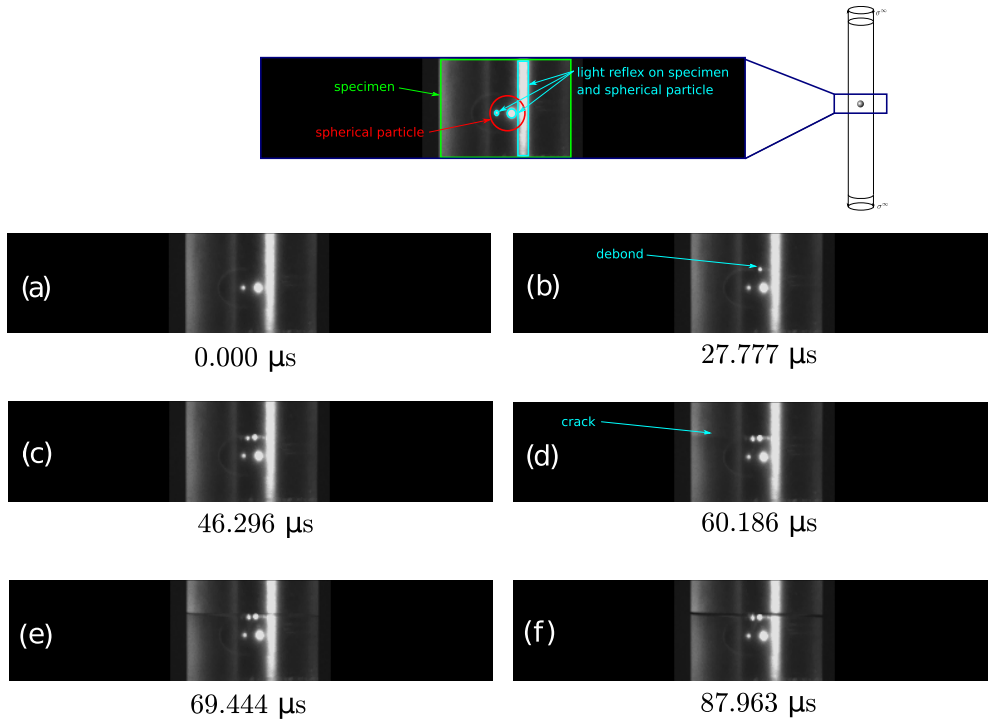 σ∞
specimen
light reflex on specimen
and spherical particle
spherical particle
σ∞
(a)
0.000 µs
debond
(b)
27.777 µs
(c)
46.296 µs
crack
(d)
60.186 µs
(e)
69.444 µs
(f)
87.963 µs